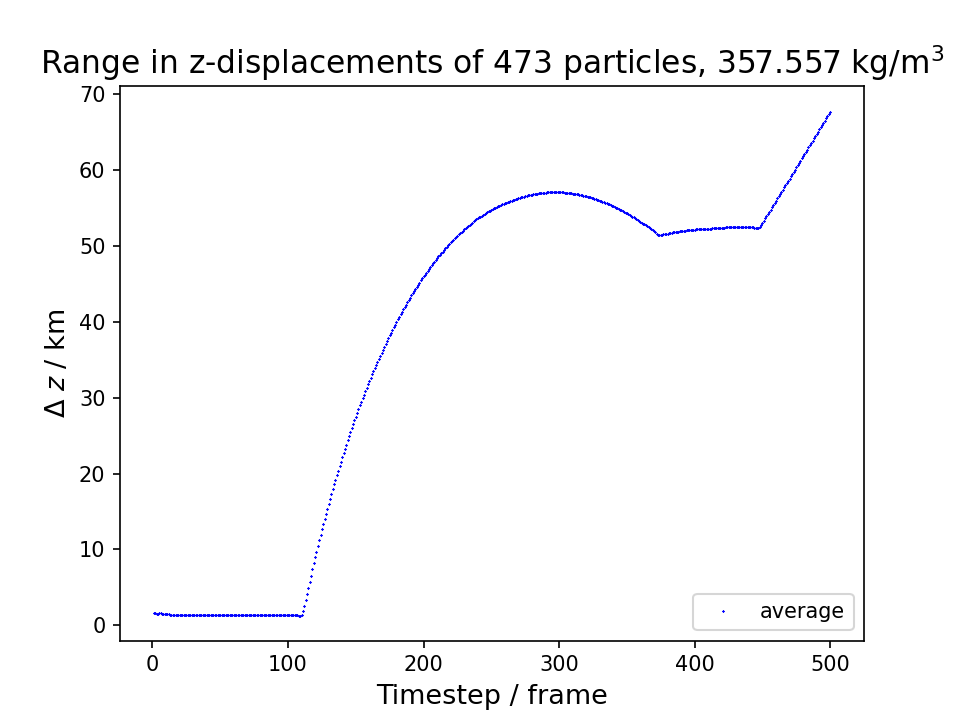 Range in z-displacements of 473 particles, 357.557 kg/m³
70
60
50
40
30
20
10
0
Δ z / km
average
0 100 200 300 400 500
Timestep / frame